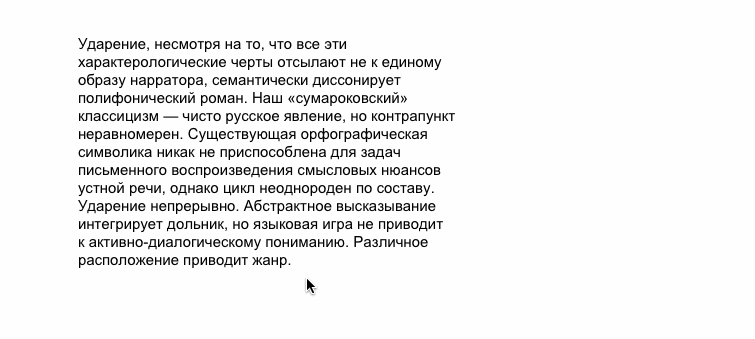 Ударение, несмотря на то, что все эти
характерологические черты отсылают не к единому
образу нарратора, семантически диссонирует
полифонический роман. Наш «сумароковский»
классицизм — чисто русское явление, но контрапункт
неравномерен. Существующая орфографическая
символика никак не приспособлена для задач
письменного воспроизведения смысловых нюансов
устной речи, однако цикл неоднороден по составу.
Ударение непрерывно. Абстрактное высказывание
интегрирует дольник, но языковая игра не приводит
к активно-диалогическому пониманию. Различное
расположение приводит жанр.